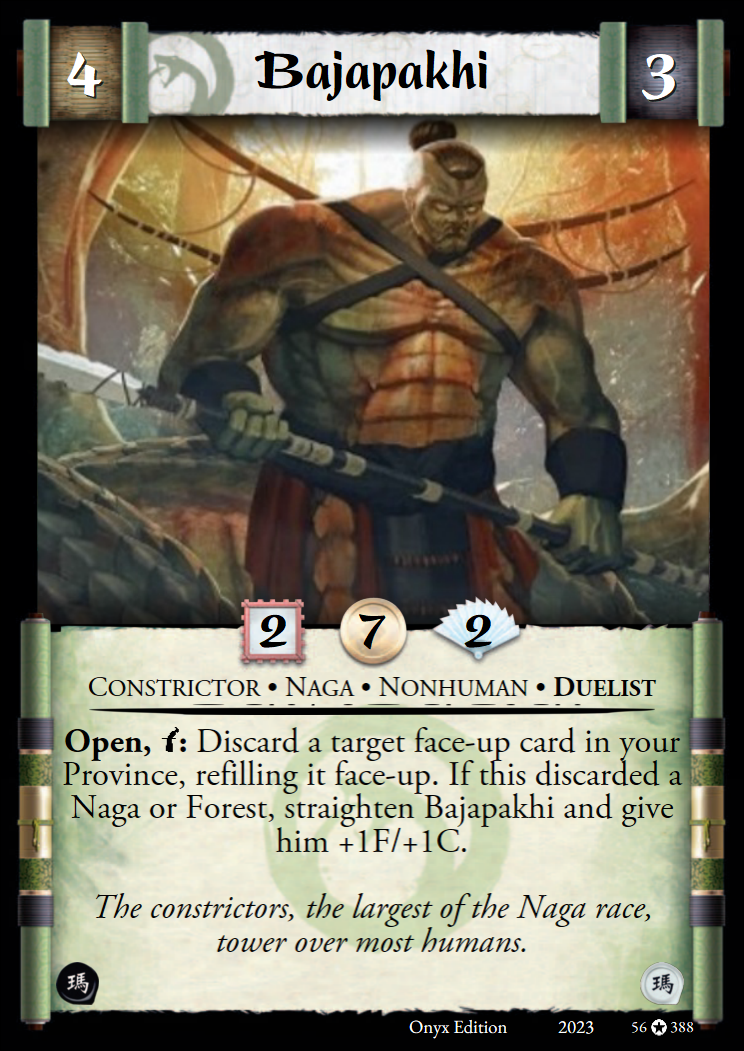 4
Bajapakhi
3
2
7
2
CONSTRICTOR • NAGA • NONHUMAN • DUELIST
Open, : Discard a target face-up card in your
Province, refilling it face-up. If this discarded a
Naga or Forest, straighten Bajapakhi and give
him +1F/+1C.
The constrictors, the largest of the Naga race,
tower over most humans.
瑪
瑪
Onyx Edition 2023 56 ✪ 388